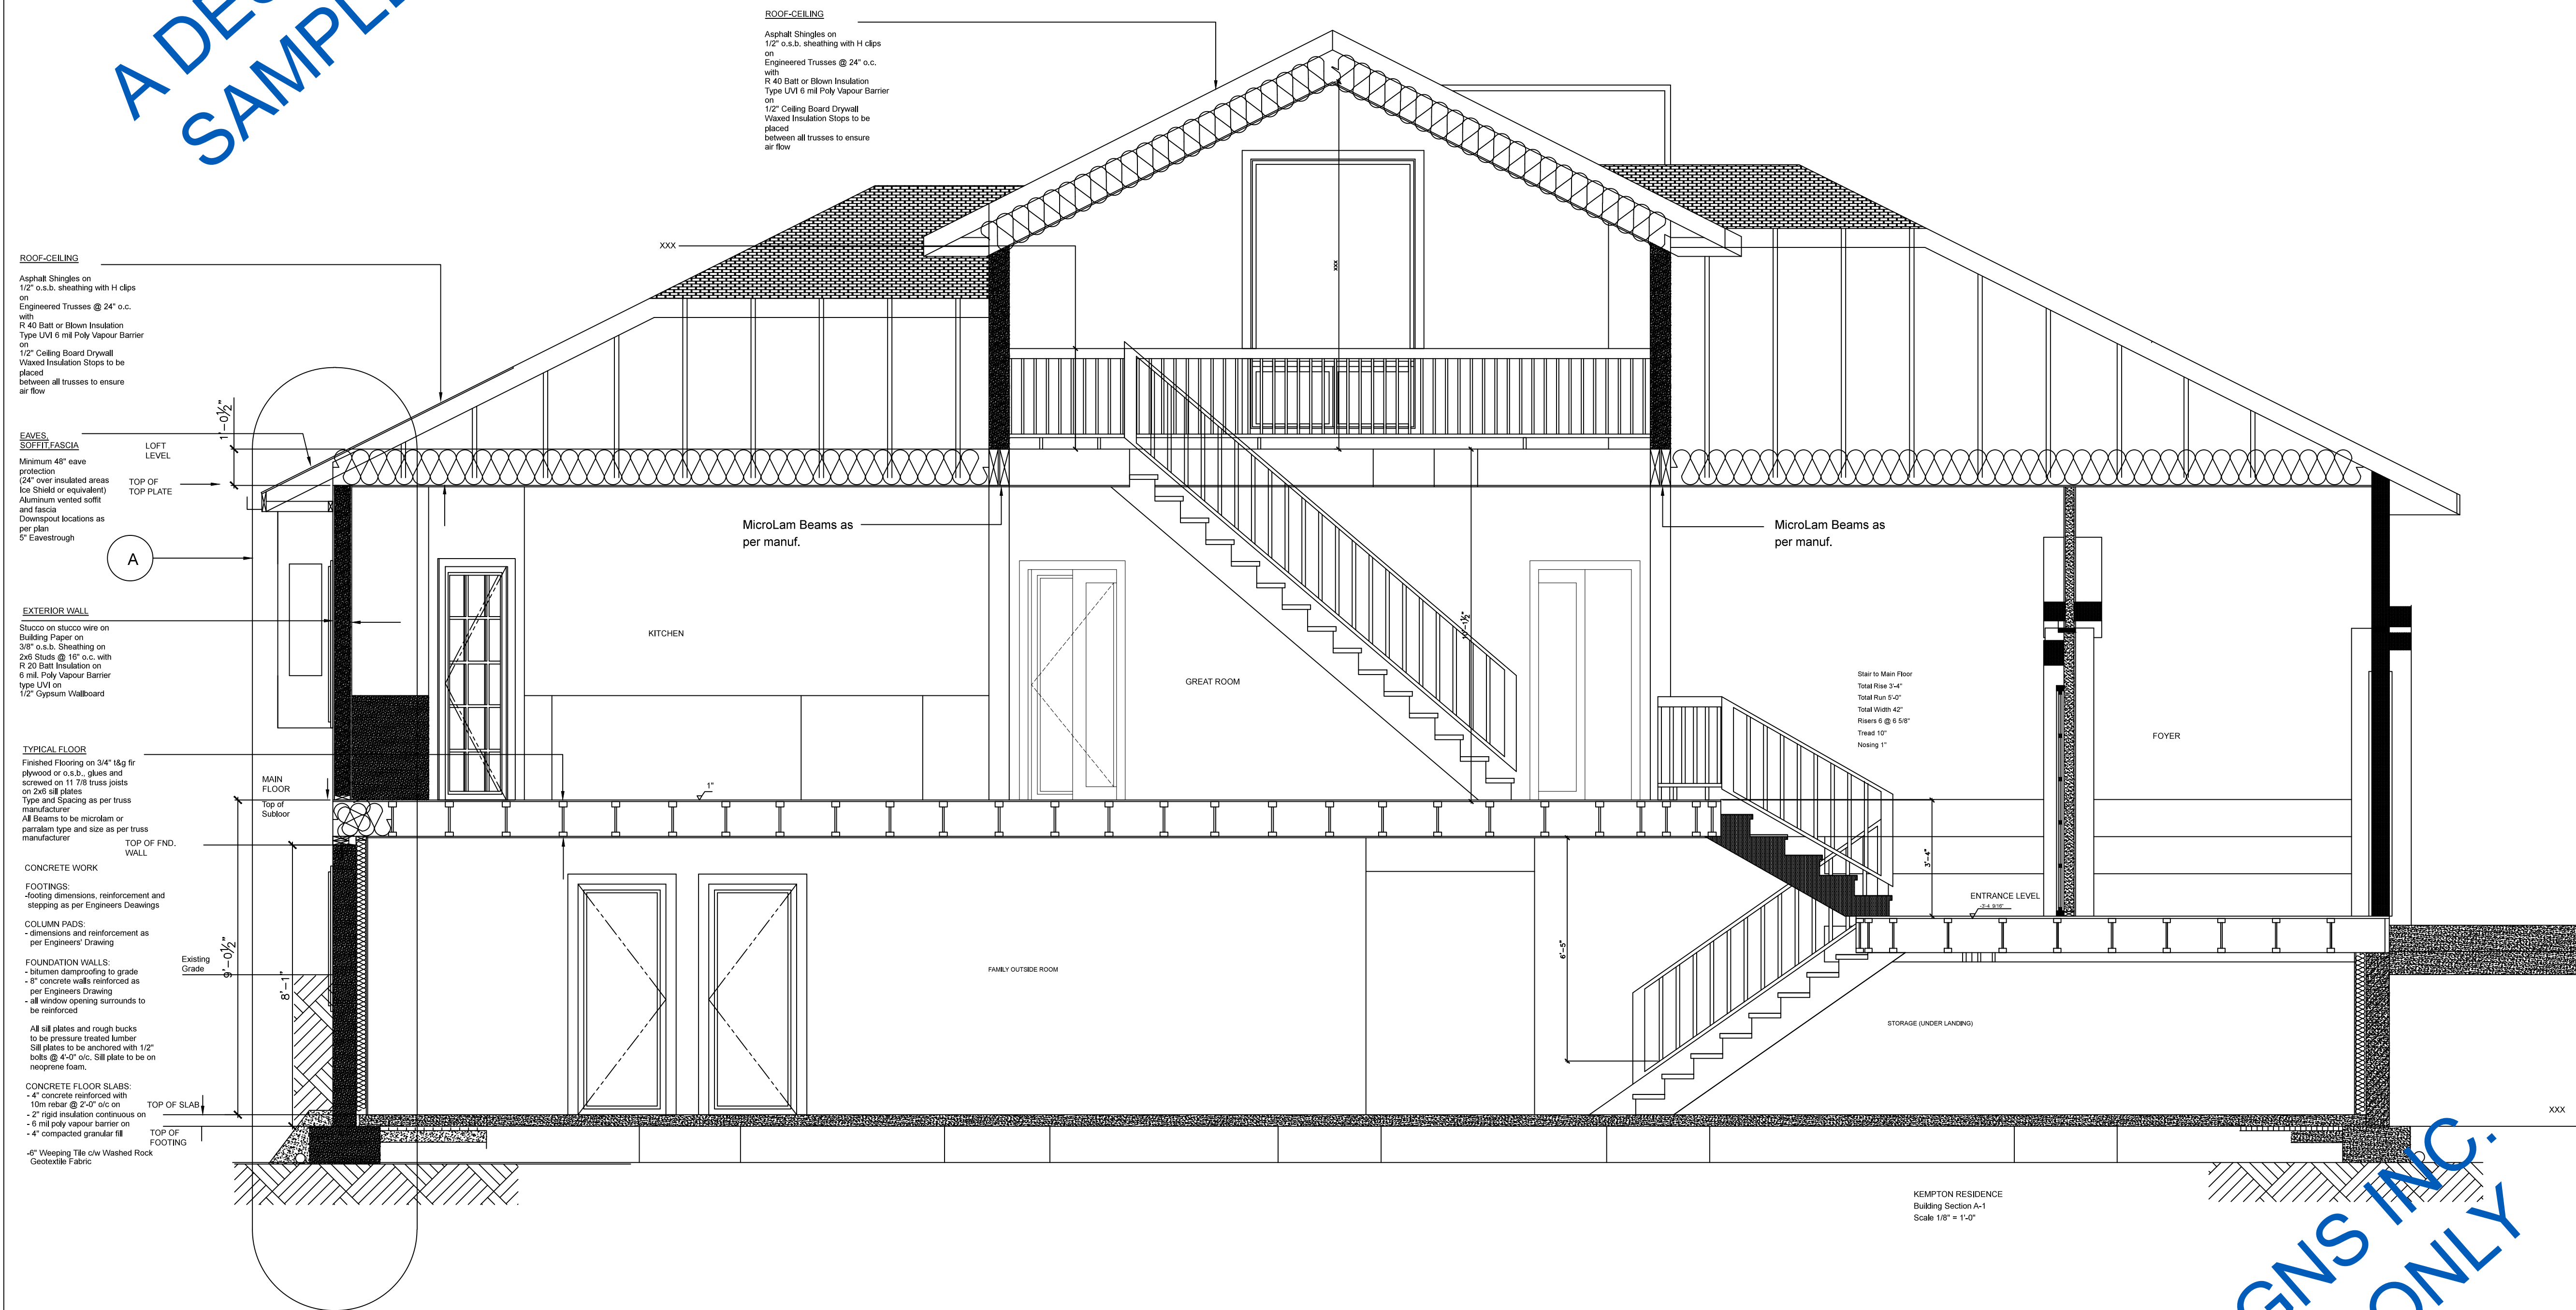 A DES
SAMPLE
ROOF-CEILING
Asphalt Shingles on
1/2" o.s.b. sheathing with H clips
on
Engineered Trusses @ 24" o.c.
with
R 40 Batt or Blown Insulation
Type UVI 6 mil Poly Vapour Barrier
on
1/2" Ceiling Board Drywall
Waxed Insulation Stops to be
placed
between all trusses to ensure
air flow
XXX
XXX
ROOF-CEILING
Asphalt Shingles on
1/2" o.s.b. sheathing with H clips
on
Engineered Trusses @ 24" o.c.
with
R 40 Batt or Blown Insulation
Type UVI 6 mil Poly Vapour Barrier
on
1/2" Ceiling Board Drywall
Waxed Insulation Stops to be
placed
between all trusses to ensure
air flow
1'-0½"
EAVES,
SOFFIT,FASCIA
Minimum 48" eave
protection
(24" over insulated areas
Ice Shield or equivalent)
Aluminum vented soffit
and fascia
Downspout locations as
per plan
5" Eavestrough
LOFT
LEVEL
TOP OF
TOP PLATE
A
MicroLam Beams as
per manuf.
MicroLam Beams as
per manuf.
EXTERIOR WALL
Stucco on stucco wire on
Building Paper on
3/8" o.s.b. Sheathing on
2x6 Studs @ 16" o.c. with
R 20 Batt Insulation on
6 mil. Poly Vapour Barrier
type UVI on
1/2" Gypsum Wallboard
KITCHEN
GREAT ROOM
10'-1½"
Stair to Main Floor
Total Rise 3'-4"
Total Run 5'-0"
Total Width 42"
Risers 6 @ 6 5/8"
Tread 10"
Nosing 1"
FOYER
TYPICAL FLOOR
Finished Flooring on 3/4" t&g fir
plywood or o.s.b., glues and
screwed on 11 7/8 truss joists
on 2x6 sill plates
Type and Spacing as per truss
manufacturer
All Beams to be microlam or
parralam type and size as per truss
manufacturer
MAIN
FLOOR
Top of
Subloor
1"
TOP OF FND.
WALL
CONCRETE WORK
FOOTINGS:
-footing dimensions, reinforcement and
stepping as per Engineers Deawings
COLUMN PADS:
- dimensions and reinforcement as
per Engineers' Drawing
FOUNDATION WALLS:
- bitumen damproofing to grade
- 8" concrete walls reinforced as
per Engineers Drawing
- all window opening surrounds to
be reinforced
All sill plates and rough bucks
to be pressure treated lumber
Sill plates to be anchored with 1/2"
bolts @ 4'-0" o/c. Sill plate to be on
neoprene foam.
CONCRETE FLOOR SLABS:
- 4" concrete reinforced with
10m rebar @ 2'-0" o/c on
- 2" rigid insulation continuous on
- 6 mil poly vapour barrier on
- 4" compacted granular fill
-6" Weeping Tile c/w Washed Rock
Geotextile Fabric
Existing
Grade
9'-0½"
8'-1"
TOP OF SLAB
TOP OF
FOOTING
FAMILY OUTSIDE ROOM
6'-5"
3'-4"
ENTRANCE LEVEL
-3'-4 9/16"
STORAGE (UNDER LANDING)
XXX
KEMPTON RESIDENCE
Building Section A-1
Scale 1/8" = 1'-0"
GNS INC.
ONLY